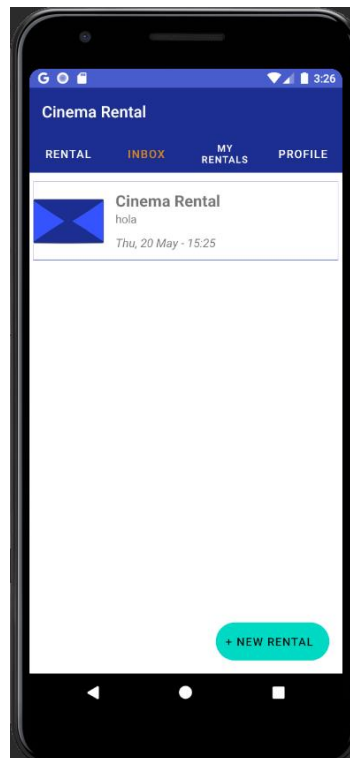 G 3:26
Cinema Rental
RENTAL INBOX MY RENTALS PROFILE
Cinema Rental
hola
Thu, 20 May - 15:25
+ NEW RENTAL